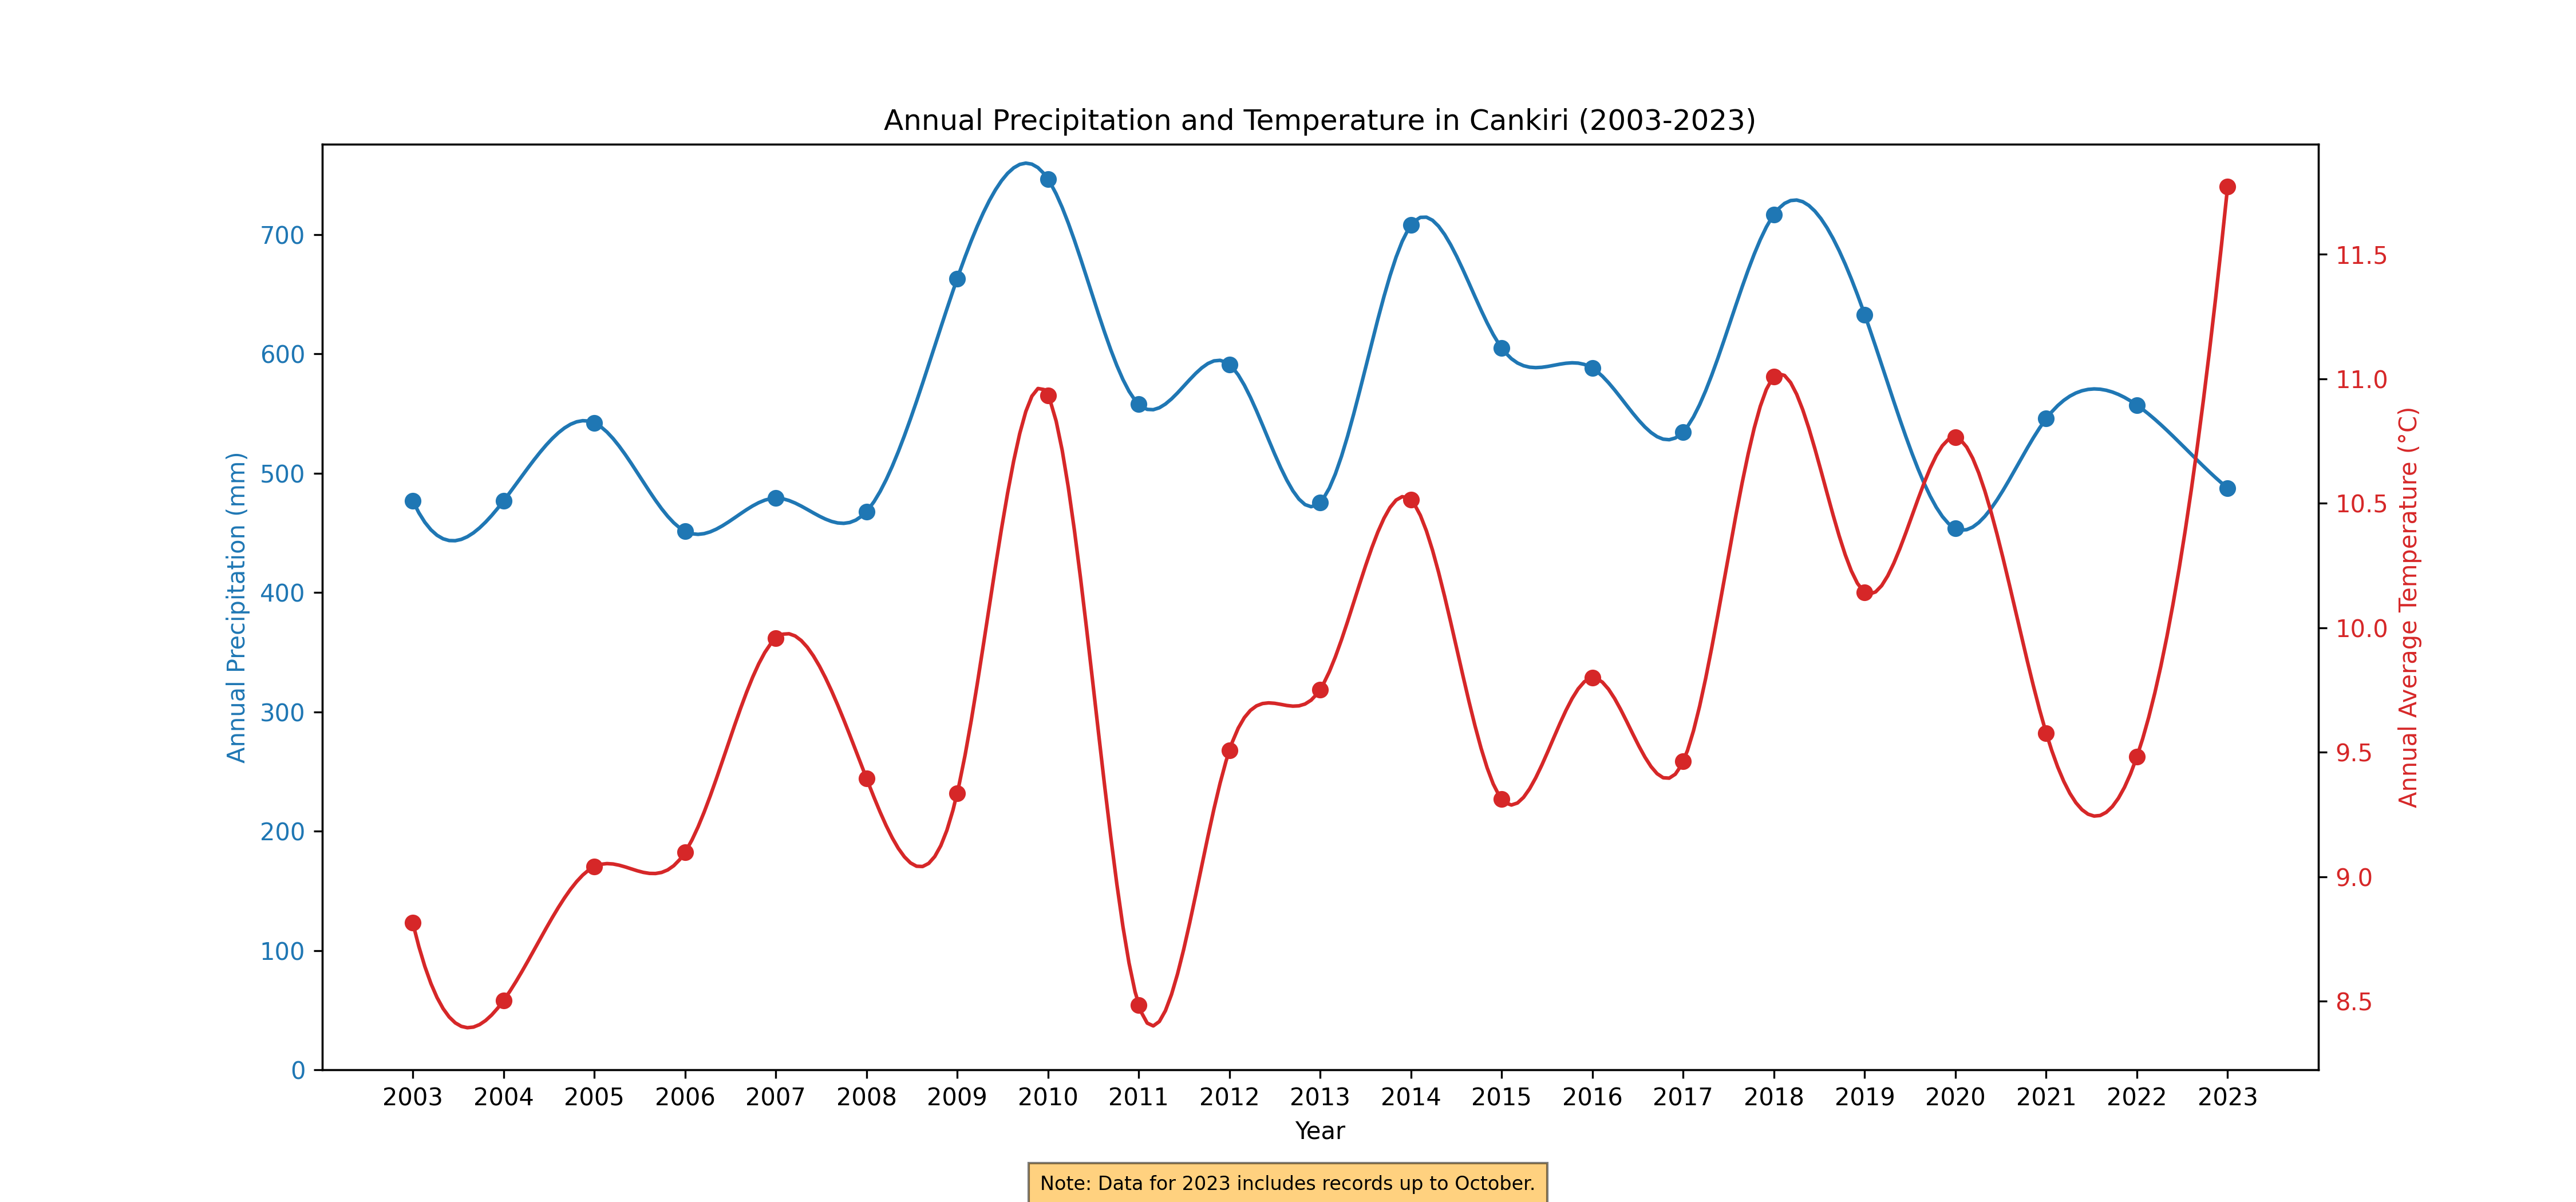 Annual Precipitation and Temperature in Cankiri (2003-2023)
Annual Precipitation (mm)
700
600
500
400
300
200
100
0
11.5
11.0
10.5
10.0
9.5
9.0
8.5
Annual Average Temperature (°C)
2003 2004 2005 2006 2007 2008 2009 2010 2011 2012 2013 2014 2015 2016 2017 2018 2019 2020 2021 2022 2023
Year
Note: Data for 2023 includes records up to October.